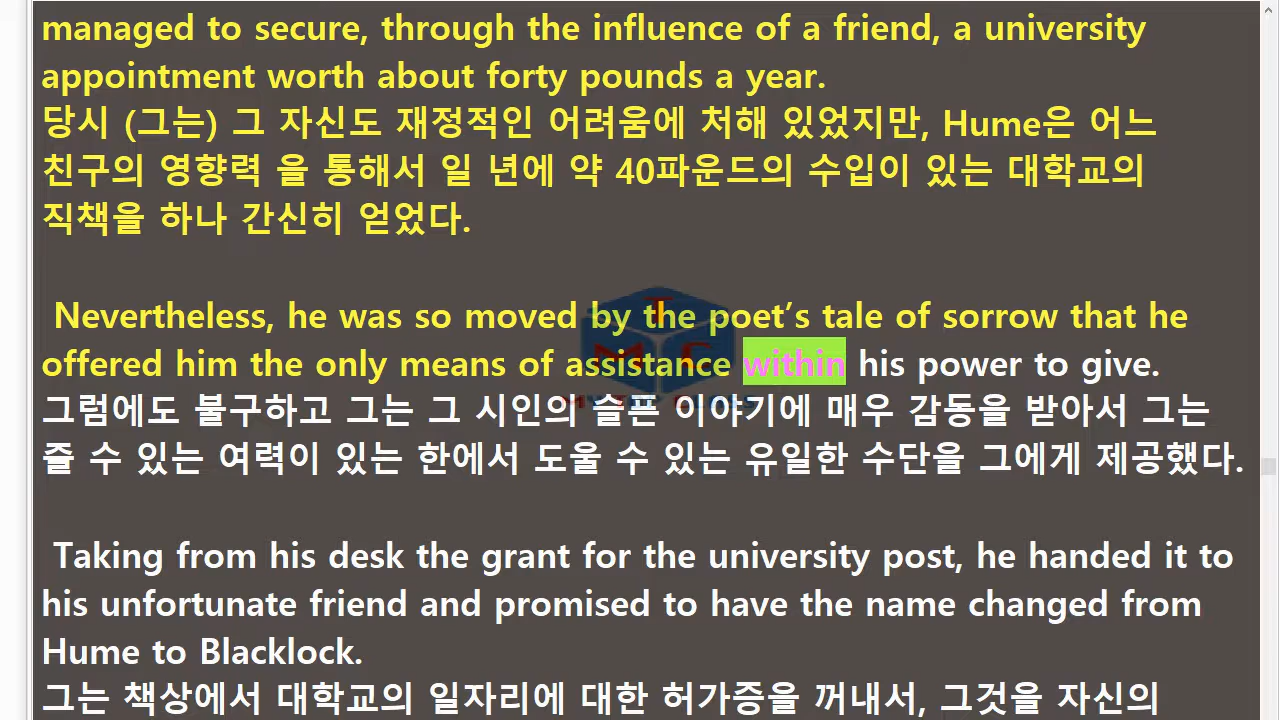 managed to secure, through the influence of a friend, a university
appointment worth about forty pounds a year.
당시 (그는) 그 자신도 재정적인 어려움에 처해 있었지만, Hume은 어느
친구의 영향력 을 통해서 일 년에 약 40파운드의 수입이 있는 대학교의
직책을 하나 간신히 얻었다.
Nevertheless, he was so moved by the poet’s tale of sorrow that he
offered him the only means of assistance within his power to give.
그럼에도 불구하고 그는 그 시인의 슬픈 이야기에 매우 감동을 받아서 그는
줄 수 있는 여력이 있는 한에서 도울 수 있는 유일한 수단을 그에게 제공했다.
Taking from his desk the grant for the university post, he handed it to
his unfortunate friend and promised to have the name changed from
Hume to Blacklock.
그는 책상에서 대학교의 일자리에 대한 허가증을 꺼내서, 그것을 자신의